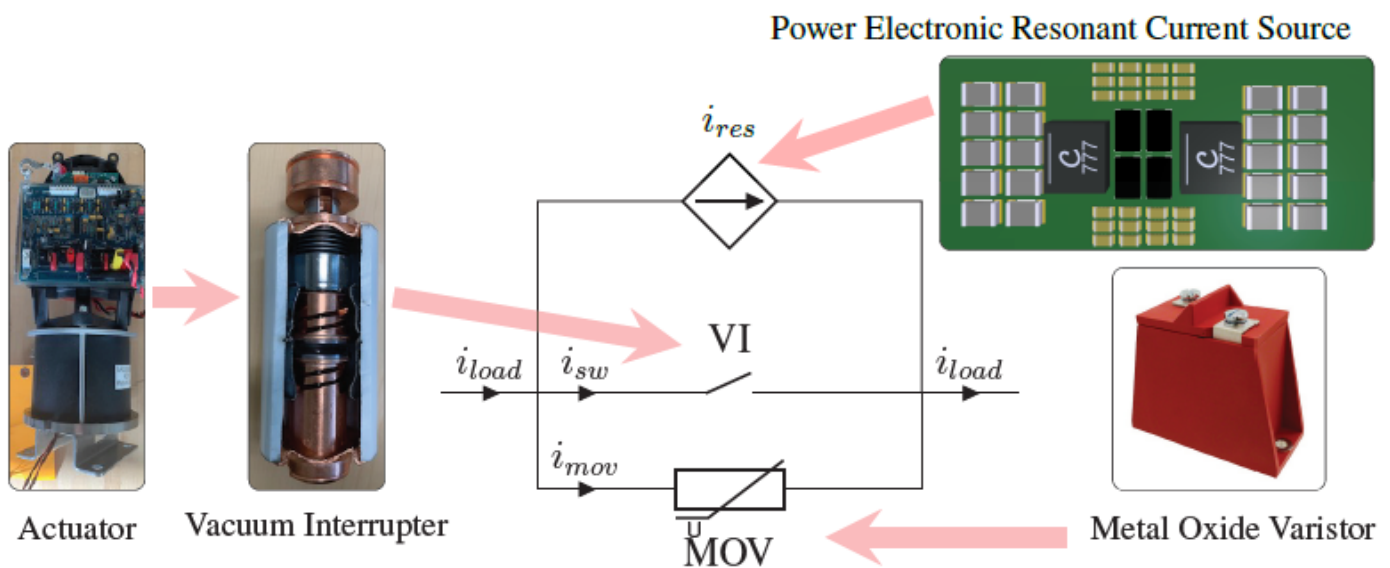 Power Electronic Resonant Current Source
i_res
C
777
C
777
VI
i_load
i_sw
i_load
i_mov
U
MOV
Actuator
Vacuum Interrupter
Metal Oxide Varistor